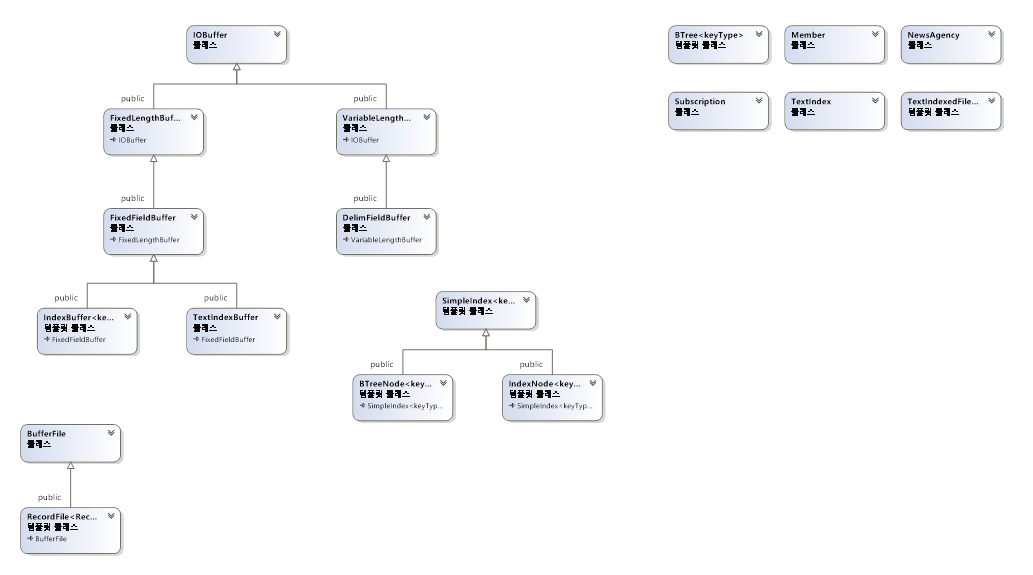 IOBuffer
클래스
BTree<keyType>
템플릿 클래스
Member
클래스
NewsAgency
클래스
public
public
FixedLengthBuf...
클래스
IOBuffer
VariableLength...
클래스
IOBuffer
Subscription
클래스
TextIndex
클래스
TextIndexedFile...
템플릿 클래스
public
public
FixedFieldBuffer
클래스
FixedLengthBuffer
DelimFieldBuffer
클래스
VariableLengthBuffer
public
public
IndexBuffer<ke...
템플릿 클래스
FixedFieldBuffer
TextIndexBuffer
클래스
FixedFieldBuffer
SimpleIndex<ke...
템플릿 클래스
public
public
BTreeNode<key...
템플릿 클래스
SimpleIndex<keyTyp...
IndexNode<key...
템플릿 클래스
SimpleIndex<keyTyp...
BufferFile
클래스
public
RecordFile<Rec...
템플릿 클래스
BufferFile